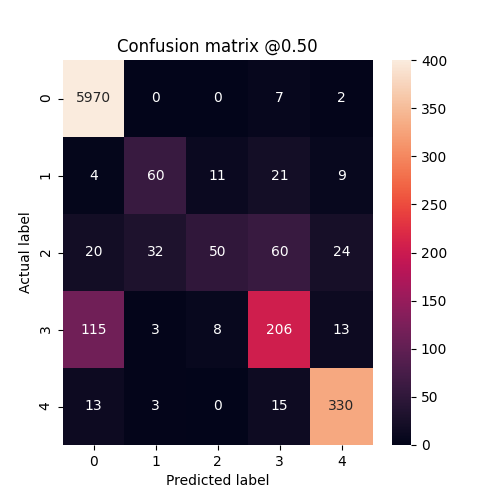 Confusion matrix @0.50
400
0 5970 0 0 7 2
350
300
1 4 60 11 21 9
250
Actual label
2 20 32 50 60 24
200
150
3 115 3 8 206 13
100
4 13 3 0 15 330
50
0
0 1 2 3 4
Predicted label